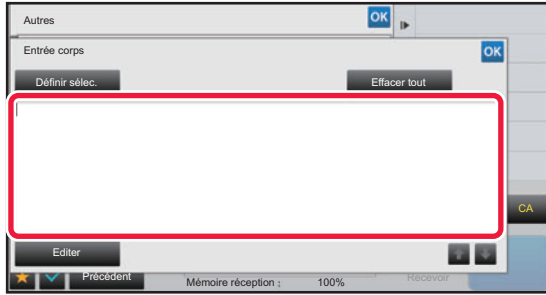 Autres OK
Entrée corps OK
Définir sélec. Effacer tout
CA
Editer
Précédent
Mémoire réception : 100% Recevoir